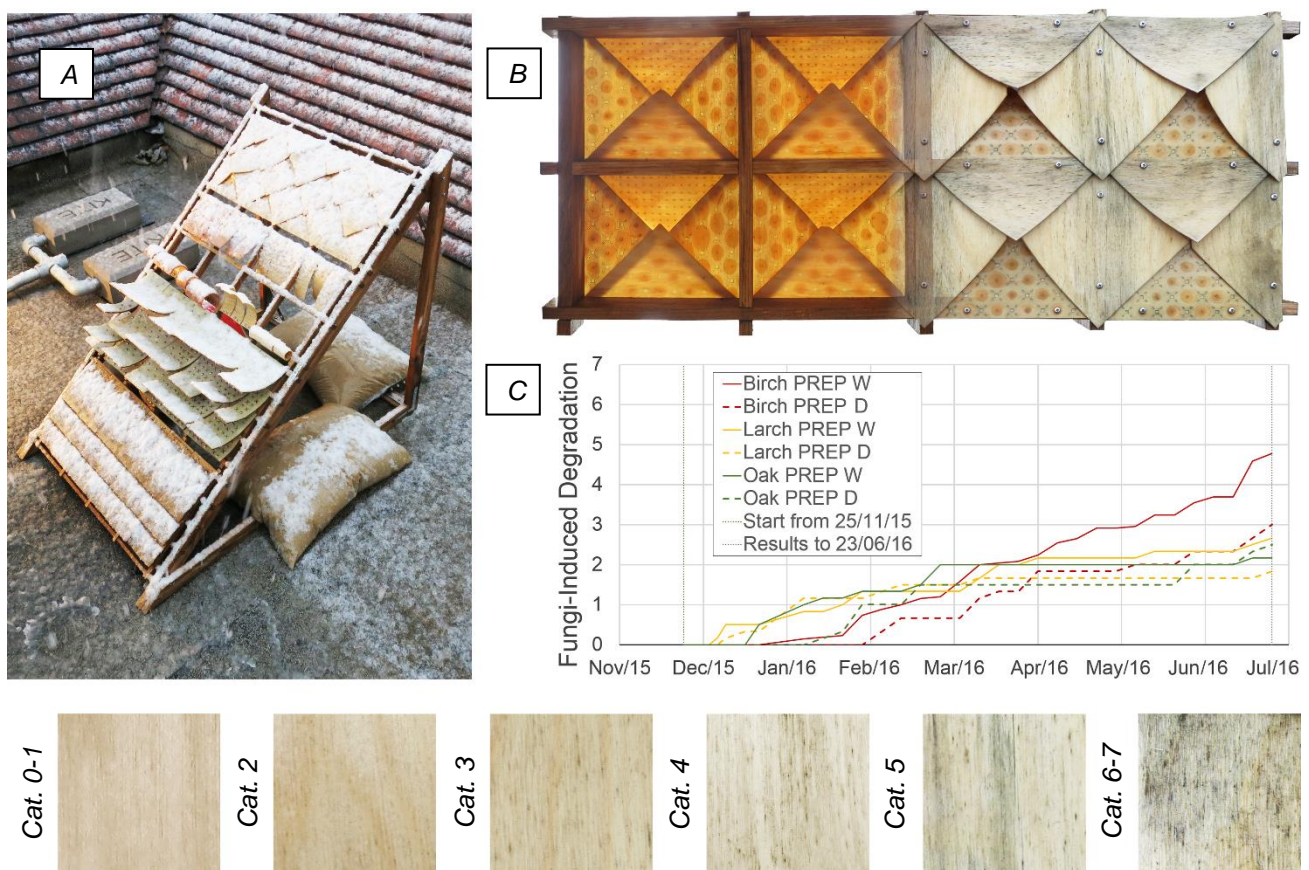 A
B
C
KIXE
Fungi-Induced Degradation
7
6
5
4
3
2
1
0
Birch PREP W
Birch PREP D
Larch PREP W
Larch PREP D
Oak PREP W
Oak PREP D
Start from 25/11/15
Results to 23/06/16
Nov/15 Dec/15 Jan/16 Feb/16 Mar/16 Apr/16 May/16 Jun/16 Jul/16
Cat. 0-1
Cat. 2
Cat. 3
Cat. 4
Cat. 5
Cat. 6-7